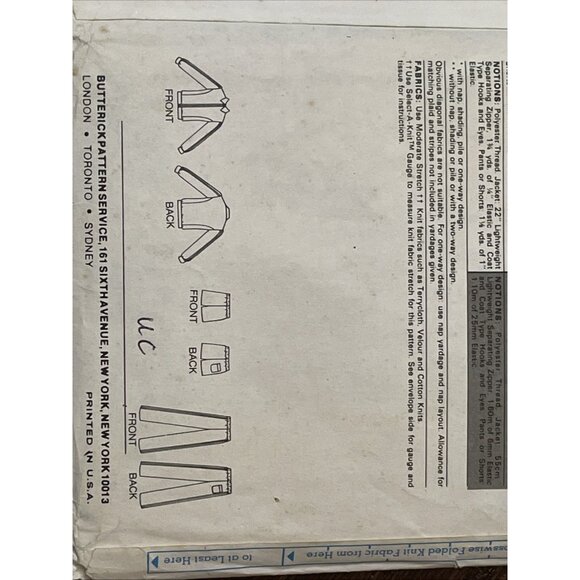 NOTIONS: Polyester Thread. Jacket: 22" Lightweight
Separating Zipper, 1¾ yds. of ¼" Elastic and Coat
Type Hooks and Eyes. Pants or Shorts: 1⅛ yds. of 1"
Elastic.
NOTIONS: Polyester Thread. Jacket: 55cm
Lightweight Separating Zipper, 1.60m of 6mm Elastic
and Coat Type Hooks and Eyes. Pants or Shorts:
1.10m of 25mm Elastic
* with nap, shading, pile or one-way design.
** without nap, shading or pile or with a two-way design.
Obvious diagonal fabrics are not suitable. For one-way design: use nap yardage and nap layout. Allowance for
matching plaid and stripes not included in yardages given.
FABRICS: Use Moderate Stretch †† Knit fabrics such as Terrycloth, Velour and Cotton Knits
††Use Select-A-Knit™ Gauge to measure knit fabric stretch for this pattern. See envelope side for gauge and
tissue for instructions.
FRONT
BACK
FRONT
BACK
FRONT
BACK
UC
BUTTERICK PATTERN SERVICE, 161 SIXTH AVENUE, NEW YORK, NEW YORK 10013
LONDON • TORONTO • SYDNEY
PRINTED IN U.S.A.
Folded Knit Fabric from Here
to at Least Here